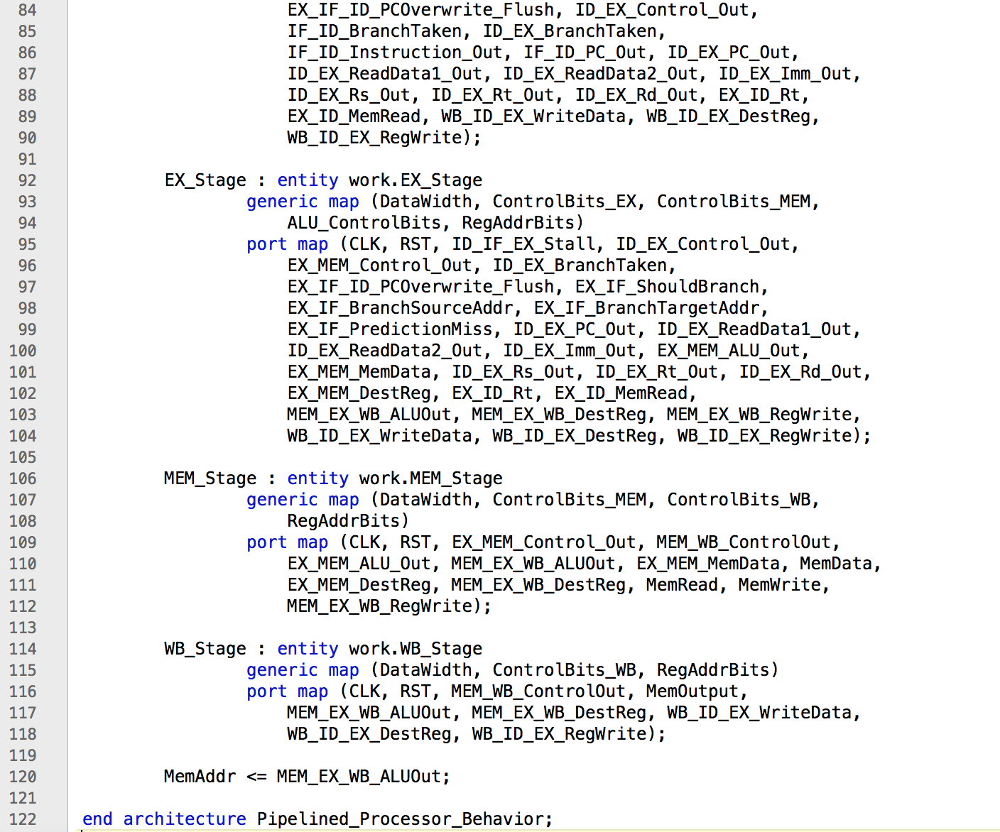 84 EX_IF_ID_PCOverwrite_Flush, ID_EX_Control_Out,
85 IF_ID_BranchTaken, ID_EX_BranchTaken,
86 IF_ID_Instruction_Out, IF_ID_PC_Out, ID_EX_PC_Out,
87 ID_EX_ReadData1_Out, ID_EX_ReadData2_Out, ID_EX_Imm_Out,
88 ID_EX_Rs_Out, ID_EX_Rt_Out, ID_EX_Rd_Out, EX_ID_Rt,
89 EX_ID_MemRead, WB_ID_EX_WriteData, WB_ID_EX_DestReg,
90 WB_ID_EX_RegWrite);
91
92 EX_Stage : entity work.EX_Stage
93 generic map (DataWidth, ControlBits_EX, ControlBits_MEM,
94 ALU_ControlBits, RegAddrBits)
95 port map (CLK, RST, ID_IF_EX_Stall, ID_EX_Control_Out,
96 EX_MEM_Control_Out, ID_EX_BranchTaken,
97 EX_IF_ID_PCOverwrite_Flush, EX_IF_ShouldBranch,
98 EX_IF_BranchSourceAddr, EX_IF_BranchTargetAddr,
99 EX_IF_PredictionMiss, ID_EX_PC_Out, ID_EX_ReadData1_Out,
100 ID_EX_ReadData2_Out, ID_EX_Imm_Out, EX_MEM_ALU_Out,
101 EX_MEM_MemData, ID_EX_Rs_Out, ID_EX_Rt_Out, ID_EX_Rd_Out,
102 EX_MEM_DestReg, EX_ID_Rt, EX_ID_MemRead,
103 MEM_EX_WB_ALUOut, MEM_EX_WB_DestReg, MEM_EX_WB_RegWrite,
104 WB_ID_EX_WriteData, WB_ID_EX_DestReg, WB_ID_EX_RegWrite);
105
106 MEM_Stage : entity work.MEM_Stage
107 generic map (DataWidth, ControlBits_MEM, ControlBits_WB,
108 RegAddrBits)
109 port map (CLK, RST, EX_MEM_Control_Out, MEM_WB_ControlOut,
110 EX_MEM_ALU_Out, MEM_EX_WB_ALUOut, EX_MEM_MemData, MemData,
111 EX_MEM_DestReg, MEM_EX_WB_DestReg, MemRead, MemWrite,
112 MEM_EX_WB_RegWrite);
113
114 WB_Stage : entity work.WB_Stage
115 generic map (DataWidth, ControlBits_WB, RegAddrBits)
116 port map (CLK, RST, MEM_WB_ControlOut, MemOutput,
117 MEM_EX_WB_ALUOut, MEM_EX_WB_DestReg, WB_ID_EX_WriteData,
118 WB_ID_EX_DestReg, WB_ID_EX_RegWrite);
119
120 MemAddr <= MEM_EX_WB_ALUOut;
121
122 end architecture Pipelined_Processor_Behavior;